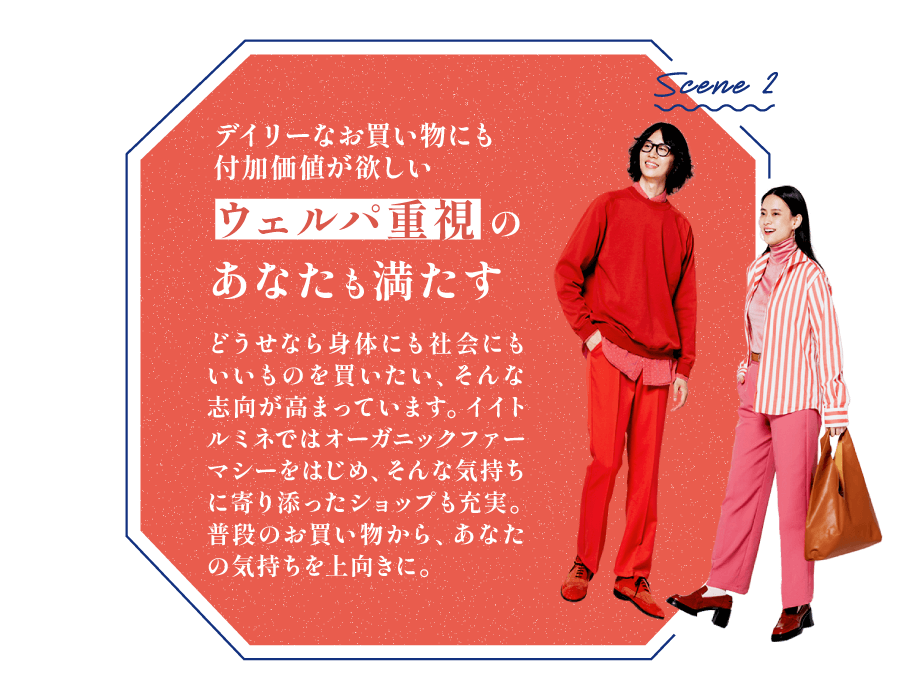 Scene 2
デイリーなお買い物にも
付加価値が欲しい
ウェルパ重視の
あなたも満たす
どうせなら身体にも社会にも
いいものを買いたい、そんな
志向が高まっています。イイト
ルミネではオーガニックファー
マシーをはじめ、そんな気持ち
に寄り添ったショップも充実。
普段のお買い物から、あなた
の気持ちを上向きに。